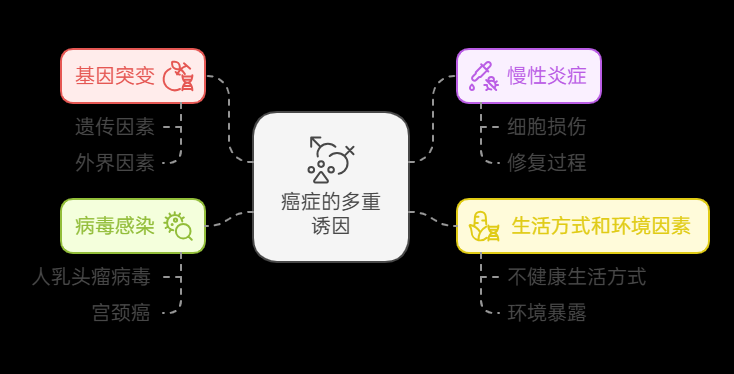 基因突变
遗传因素
外界因素
病毒感染
人乳头瘤病毒
宫颈癌
癌症的多重
诱因
慢性炎症
细胞损伤
修复过程
生活方式和环境因素
不健康生活方式
环境暴露